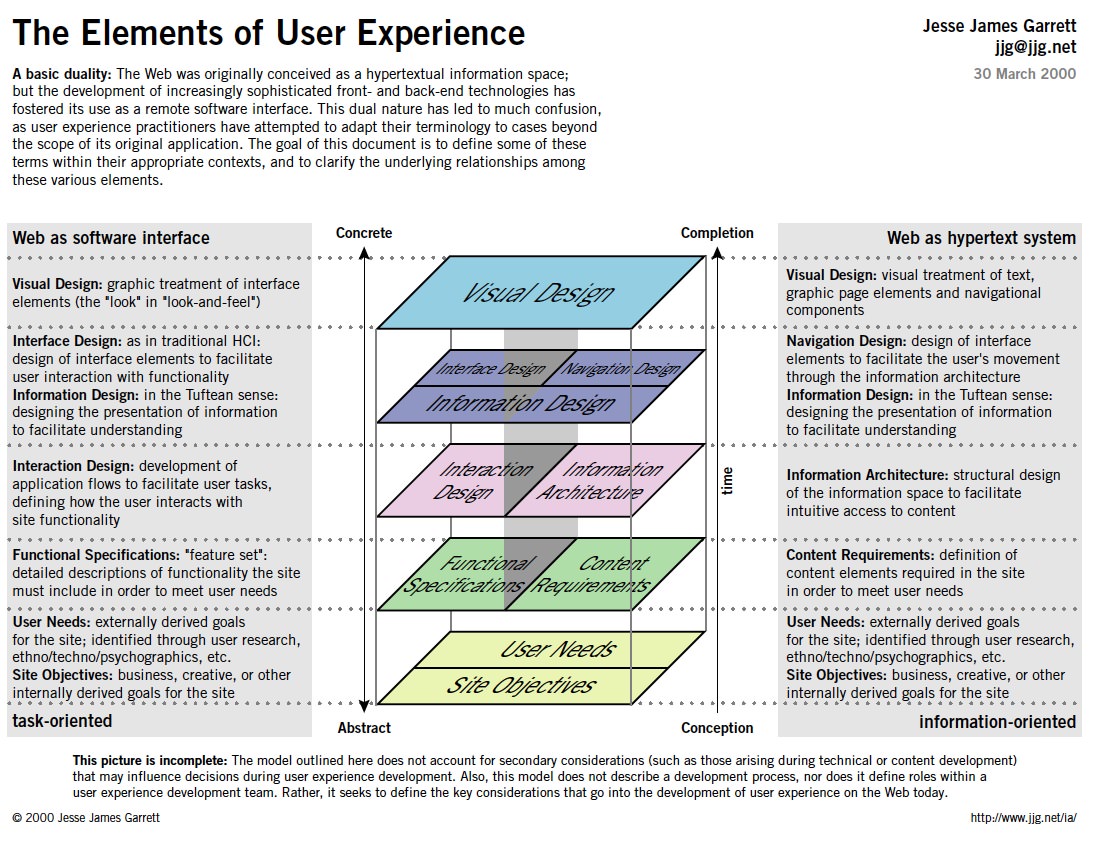 The Elements of User Experience
Jesse James Garrett
jjg@jjg.net
30 March 2000
A basic duality: The Web was originally conceived as a hypertextual information space;
but the development of increasingly sophisticated front- and back-end technologies has
fostered its use as a remote software interface. This dual nature has led to much confusion,
as user experience practitioners have attempted to adapt their terminology to cases beyond
the scope of its original application. The goal of this document is to define some of these
terms within their appropriate contexts, and to clarify the underlying relationships among
these various elements.
Web as software interface
Visual Design: graphic treatment of interface
elements (the "look" in "look-and-feel")
Interface Design: as in traditional HCI:
design of interface elements to facilitate
user interaction with functionality
Information Design: in the Tuftean sense:
designing the presentation of information
to facilitate understanding
Interaction Design: development of
application flows to facilitate user tasks,
defining how the user interacts with
site functionality
Functional Specifications: "feature set":
detailed descriptions of functionality the site
must include in order to meet user needs
User Needs: externally derived goals
for the site; identified through user research,
ethno/techno/psychographics, etc.
Site Objectives: business, creative, or other
internally derived goals for the site
task-oriented
Concrete
Completion
Visual Design
Interface Design
Navigation Design
Information Design
Interaction
Design
Information
Architecture
Functional
Specifications
Content
Requirements
User Needs
Site Objectives
time
Abstract
Conception
Web as hypertext system
Visual Design: visual treatment of text,
graphic page elements and navigational
components
Navigation Design: design of interface
elements to facilitate the user's movement
through the information architecture
Information Design: in the Tuftean sense:
designing the presentation of information
to facilitate understanding
Information Architecture: structural design
of the information space to facilitate
intuitive access to content
Content Requirements: definition of
content elements required in the site
in order to meet user needs
User Needs: externally derived goals
for the site; identified through user research,
ethno/techno/psychographics, etc.
Site Objectives: business, creative, or other
internally derived goals for the site
information-oriented
This picture is incomplete: The model outlined here does not account for secondary considerations (such as those arising during technical or content development)
that may influence decisions during user experience development. Also, this model does not describe a development process, nor does it define roles within a
user experience development team. Rather, it seeks to define the key considerations that go into the development of user experience on the Web today.
© 2000 Jesse James Garrett
http://www.jjg.net/ia/